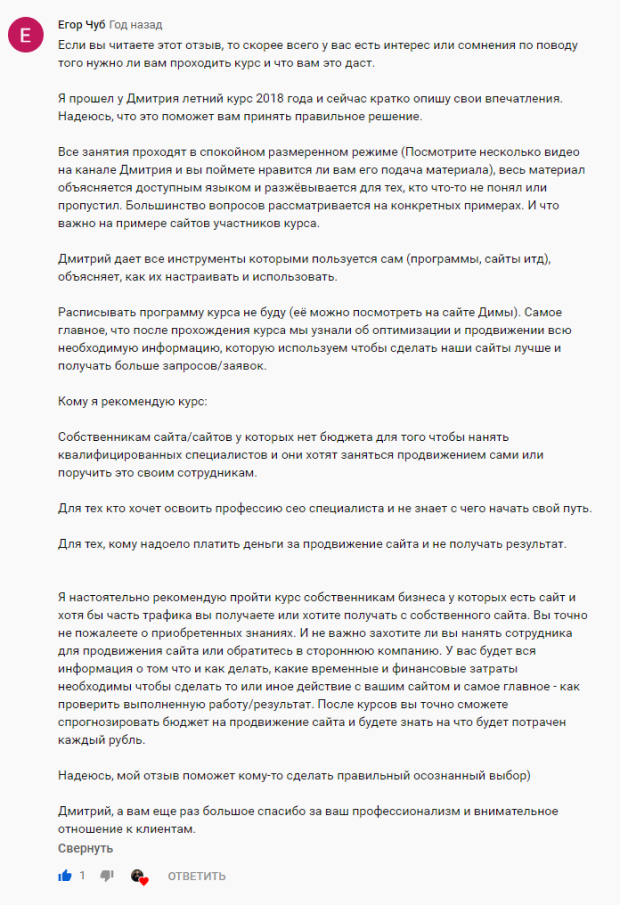 E
Егор Чуб Год назад
Если вы читаете этот отзыв, то скорее всего у вас есть интерес или сомнения по поводу
того нужно ли вам проходить курс и что вам это даст.
Я прошел у Дмитрия летний курс 2018 года и сейчас кратко опишу свои впечатления.
Надеюсь, что это поможет вам принять правильное решение.
Все занятия проходят в спокойном размеренном режиме (Посмотрите несколько видео
на канале Дмитрия и вы поймете нравится ли вам его подача материала), весь материал
объясняется доступным языком и разжёвывается для тех, кто что-то не понял или
пропустил. Большинство вопросов рассматривается на конкретных примерах. И что
важно на примере сайтов участников курса.
Дмитрий дает все инструменты которыми пользуется сам (программы, сайты итд),
объясняет, как их настраивать и использовать.
Расписывать программу курса не буду (её можно посмотреть на сайте Димы). Самое
главное, что после прохождения курса мы узнали об оптимизации и продвижении всю
необходимую информацию, которую используем чтобы сделать наши сайты лучше и
получать больше запросов/заявок.
Кому я рекомендую курс:
Собственникам сайта/сайтов у которых нет бюджета для того чтобы нанять
квалифицированных специалистов и они хотят заняться продвижением сами или
поручить это своим сотрудникам.
Для тех кто хочет освоить профессию сео специалиста и не знает с чего начать свой путь.
Для тех, кому надоело платить деньги за продвижение сайта и не получать результат.
Я настоятельно рекомендую пройти курс собственникам бизнеса у которых есть сайт и
хотя бы часть трафика вы получаете или хотите получать с собственного сайта. Вы точно
не пожалеете о приобретенных знаниях. И не важно захотите ли вы нанять сотрудника
для продвижения сайта или обратитесь в стороннюю компанию. У вас будет вся
информация о том что и как делать, какие временные и финансовые затраты
необходимы чтобы сделать то или иное действие с вашим сайтом и самое главное - как
проверить выполненную работу/результат. После курсов вы точно сможете
спрогнозировать бюджет на продвижение сайта и будете знать на что будет потрачен
каждый рубль.
Надеюсь, мой отзыв поможет кому-то сделать правильный осознанный выбор)
Дмитрий, а вам еще раз большое спасибо за ваш профессионализм и внимательное
отношение к клиентам.
Свернуть
1 ОТВЕТИТЬ